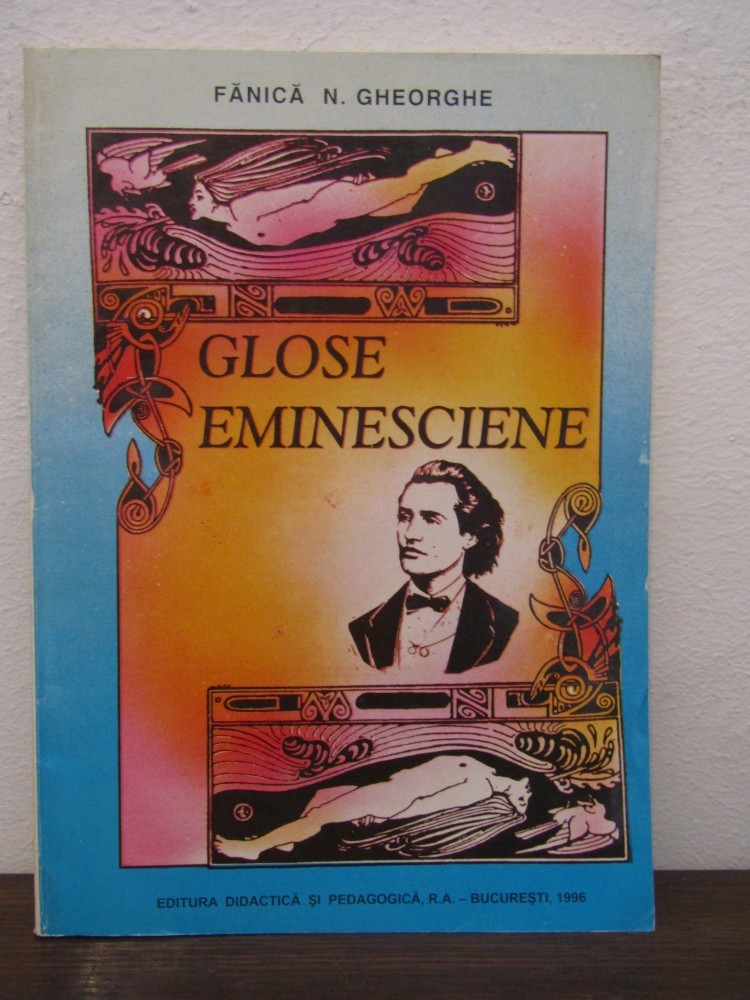 FĂNICĂ N. GHEORGHE
GLOSE
EMINESCIENE
EDITURA DIDACTICĂ ŞI PEDAGOGICĂ, R.A. – BUCUREŞTI, 1996